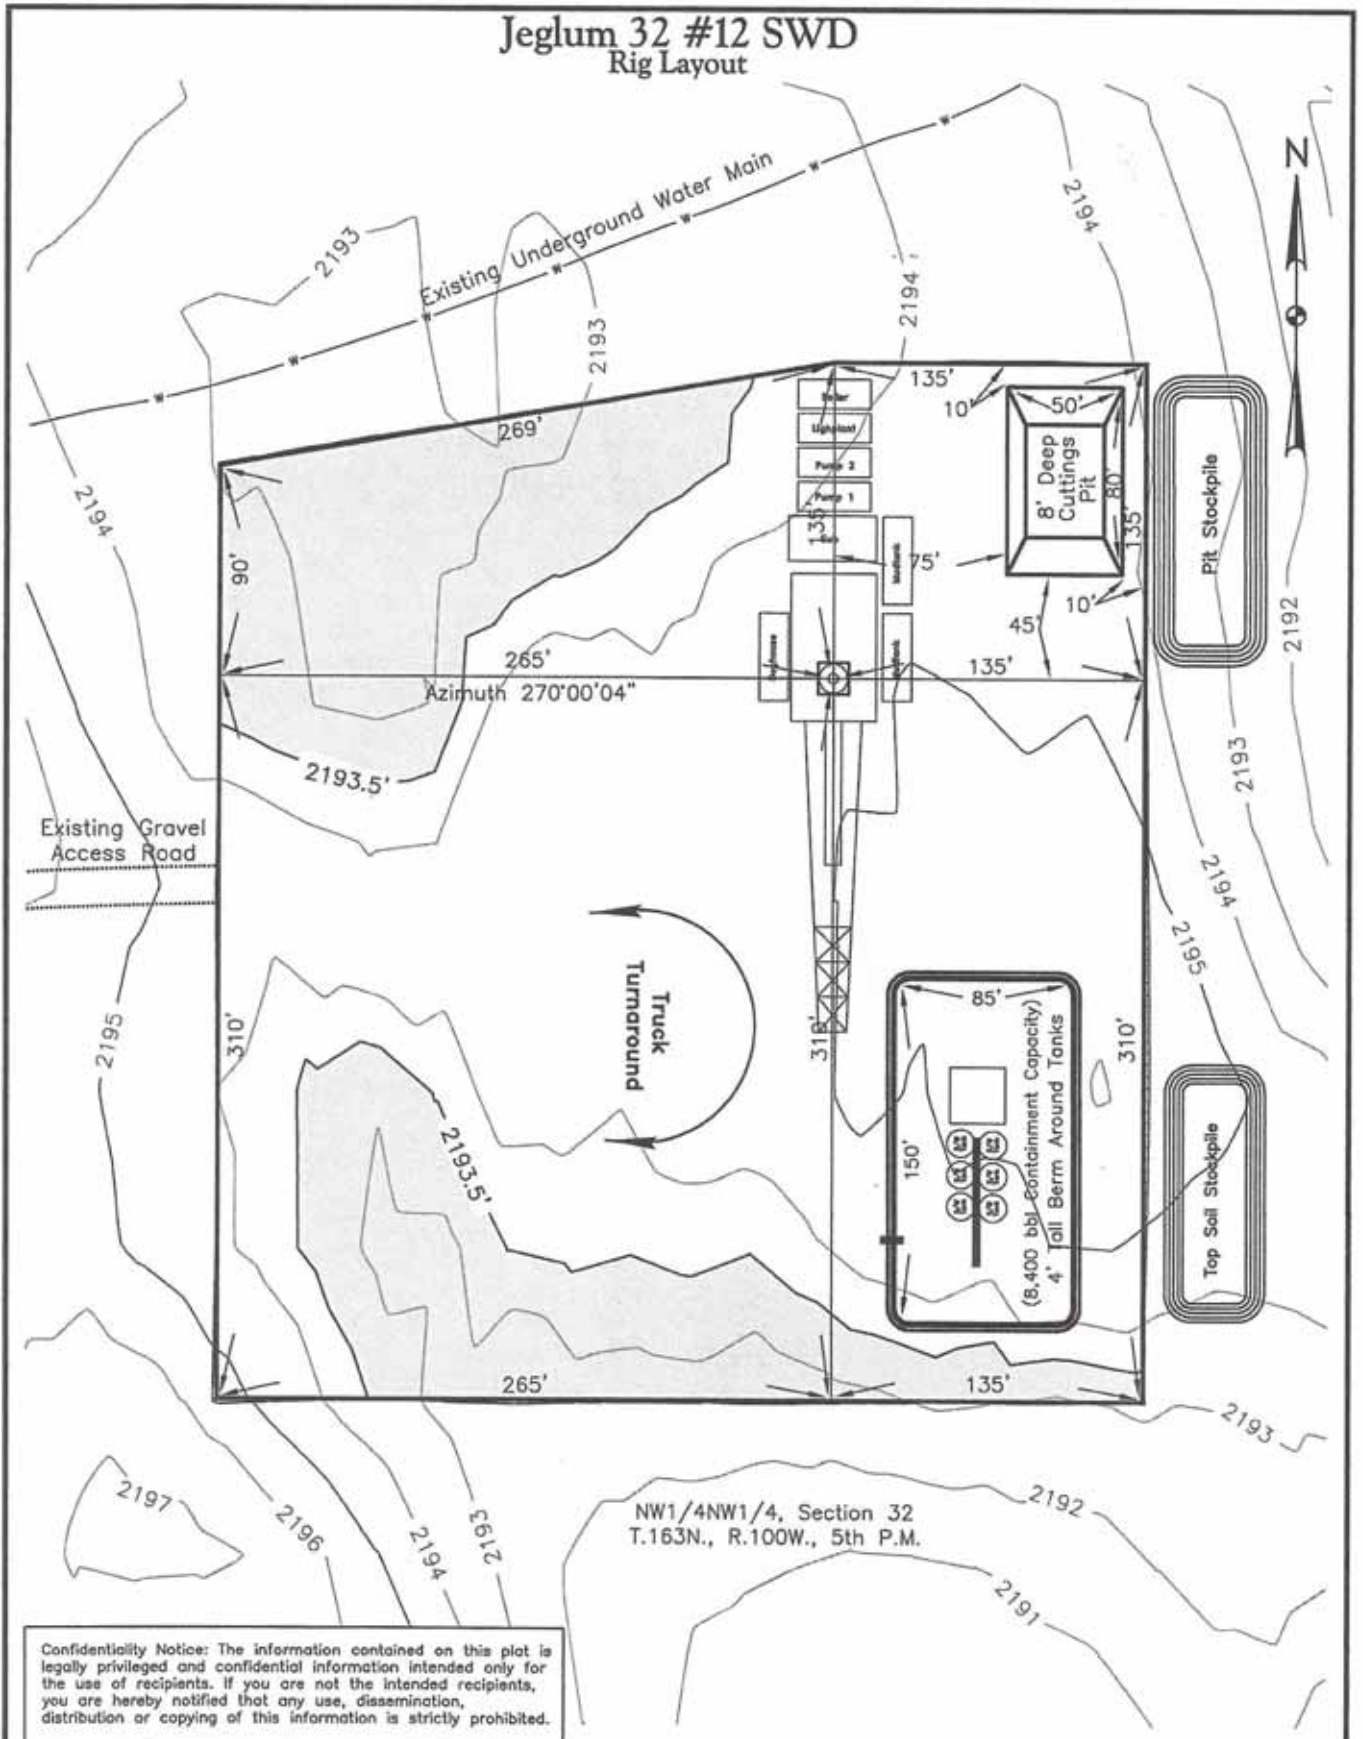 Jeglum 32 #12 SWD
Rig Layout
N
Existing Underground Water Main
W
W
W
W
W
W
W
2193
2193
2194
2194
2194
269'
135'
10'
50'
80'
8' Deep
Cuttings
Pit
135'
10'
45'
75'
135'
Pit Stockpile
Boiler
Lightplant
Pump 2
Pump 1
Doghouse
90'
265'
135'
Azimuth 270°00'04"
2193.5'
2192
2193
2194
2195
Existing Gravel
Access Road
2195
310'
Truck
Turnaround
310'
310'
85'
150'
(8,400 bbl Containment Capacity)
4' Tall Berm Around Tanks
Top Soil Stockpile
2193.5'
265'
135'
2193
2197
2196
2194
2193
2192
2191
NW1/4NW1/4, Section 32
T.163N., R.100W., 5th P.M.
Confidentiality Notice: The information contained on this plat is
legally privileged and confidential information intended only for
the use of recipients. If you are not the intended recipients,
you are hereby notified that any use, dissemination,
distribution or copying of this information is strictly prohibited.